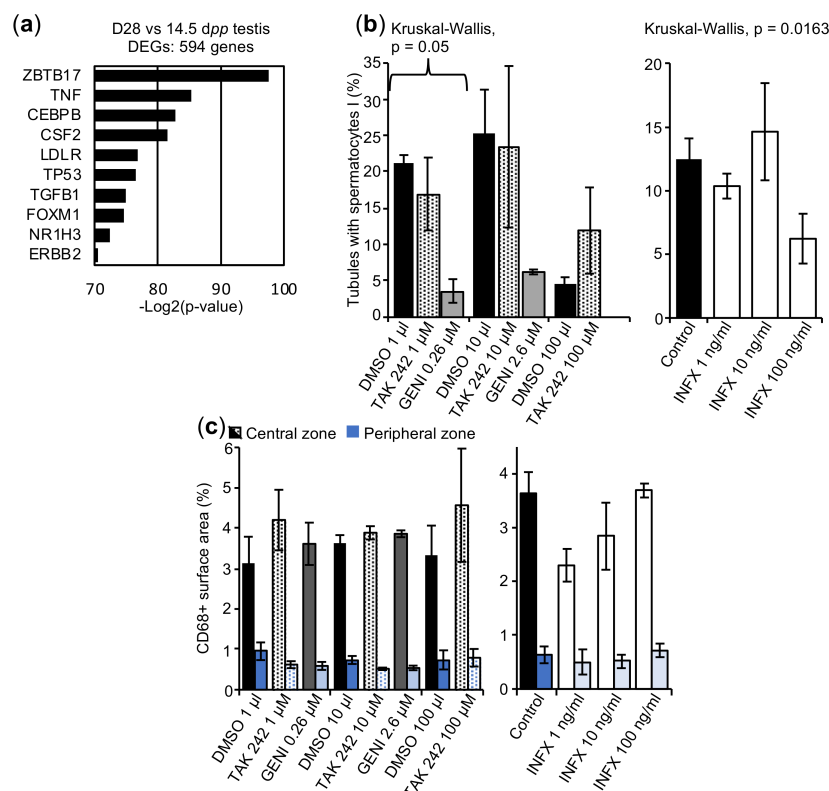 (a)
D28 vs 14.5 dpp testis
DEGs: 594 genes
ZBTB17
TNF
CEBPB
CSF2
LDLR
TP53
TGFB1
FOXM1
NR1H3
ERBB2
70 80 90 100
-Log2(p-value)
(b)
Kruskal-Wallis,
p = 0.05
Tubules with spermatocytes I (%)
35
30
25
20
15
10
5
0
DMSO 1 µl
TAK 242 1 µM
GENI 0.26 µM
DMSO 10 µl
TAK 242 10 µM
GENI 2.6 µM
DMSO 100 µl
TAK 242 100 µM
Kruskal-Wallis, p = 0.0163
20
15
10
5
0
Control
INFX 1 ng/ml
INFX 10 ng/ml
INFX 100 ng/ml
(c)
Central zone Peripheral zone
CD68+ surface area (%)
6
5
4
3
2
1
0
DMSO 1 µl
TAK 242 1 µM
GENI 0.26 µM
DMSO 10 µl
TAK 242 10 µM
GENI 2.6 µM
DMSO 100 µl
TAK 242 100 µM
4
3
2
1
0
Control
INFX 1 ng/ml
INFX 10 ng/ml
INFX 100 ng/ml